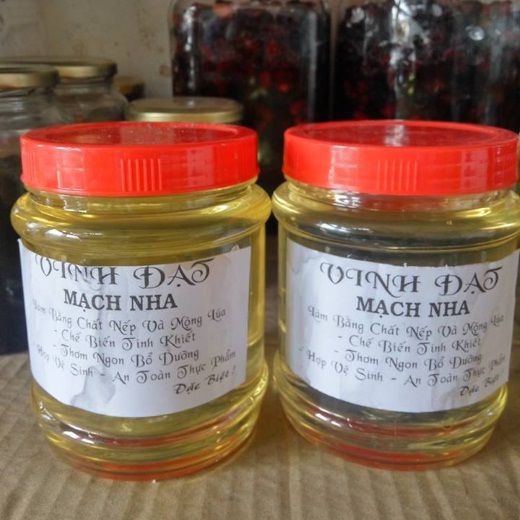 VINH ĐẠT
MẠCH NHA
Làm Bằng Chất Nếp Và Mộng Lúa
- Chế Biến Tinh Khiết
- Thơm Ngon Bổ Dưỡng
Hợp Vệ Sinh - An Toàn Thực Phẩm
Đặc Biệt!
VINH ĐẠT
MẠCH NHA
Làm Bằng Chất Nếp Và Mộng Lúa
- Chế Biến Tinh Khiết
- Thơm Ngon Bổ Dưỡng
- Hợp Vệ Sinh - An Toàn Thực Phẩm
Đặc Biệt